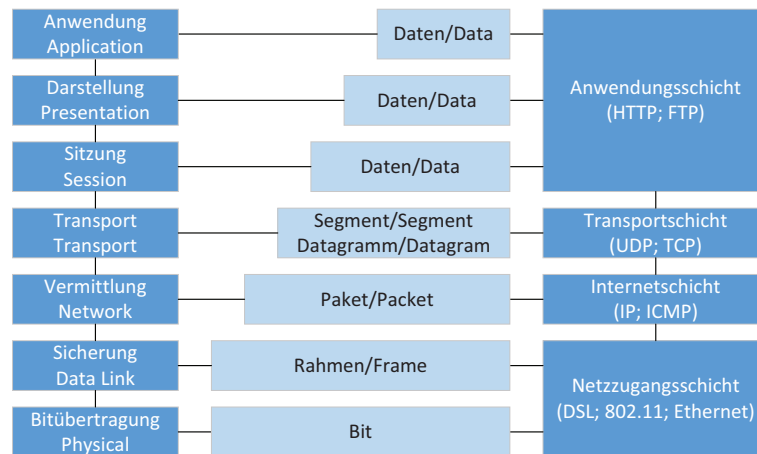 Anwendung
Application
Daten/Data
Darstellung
Presentation
Daten/Data
Anwendungsschicht
(HTTP; FTP)
Sitzung
Session
Daten/Data
Transport
Transport
Segment/Segment
Datagramm/Datagram
Transportschicht
(UDP; TCP)
Vermittlung
Network
Paket/Packet
Internetschicht
(IP; ICMP)
Sicherung
Data Link
Rahmen/Frame
Netzzugangsschicht
(DSL; 802.11; Ethernet)
Bitübertragung
Physical
Bit